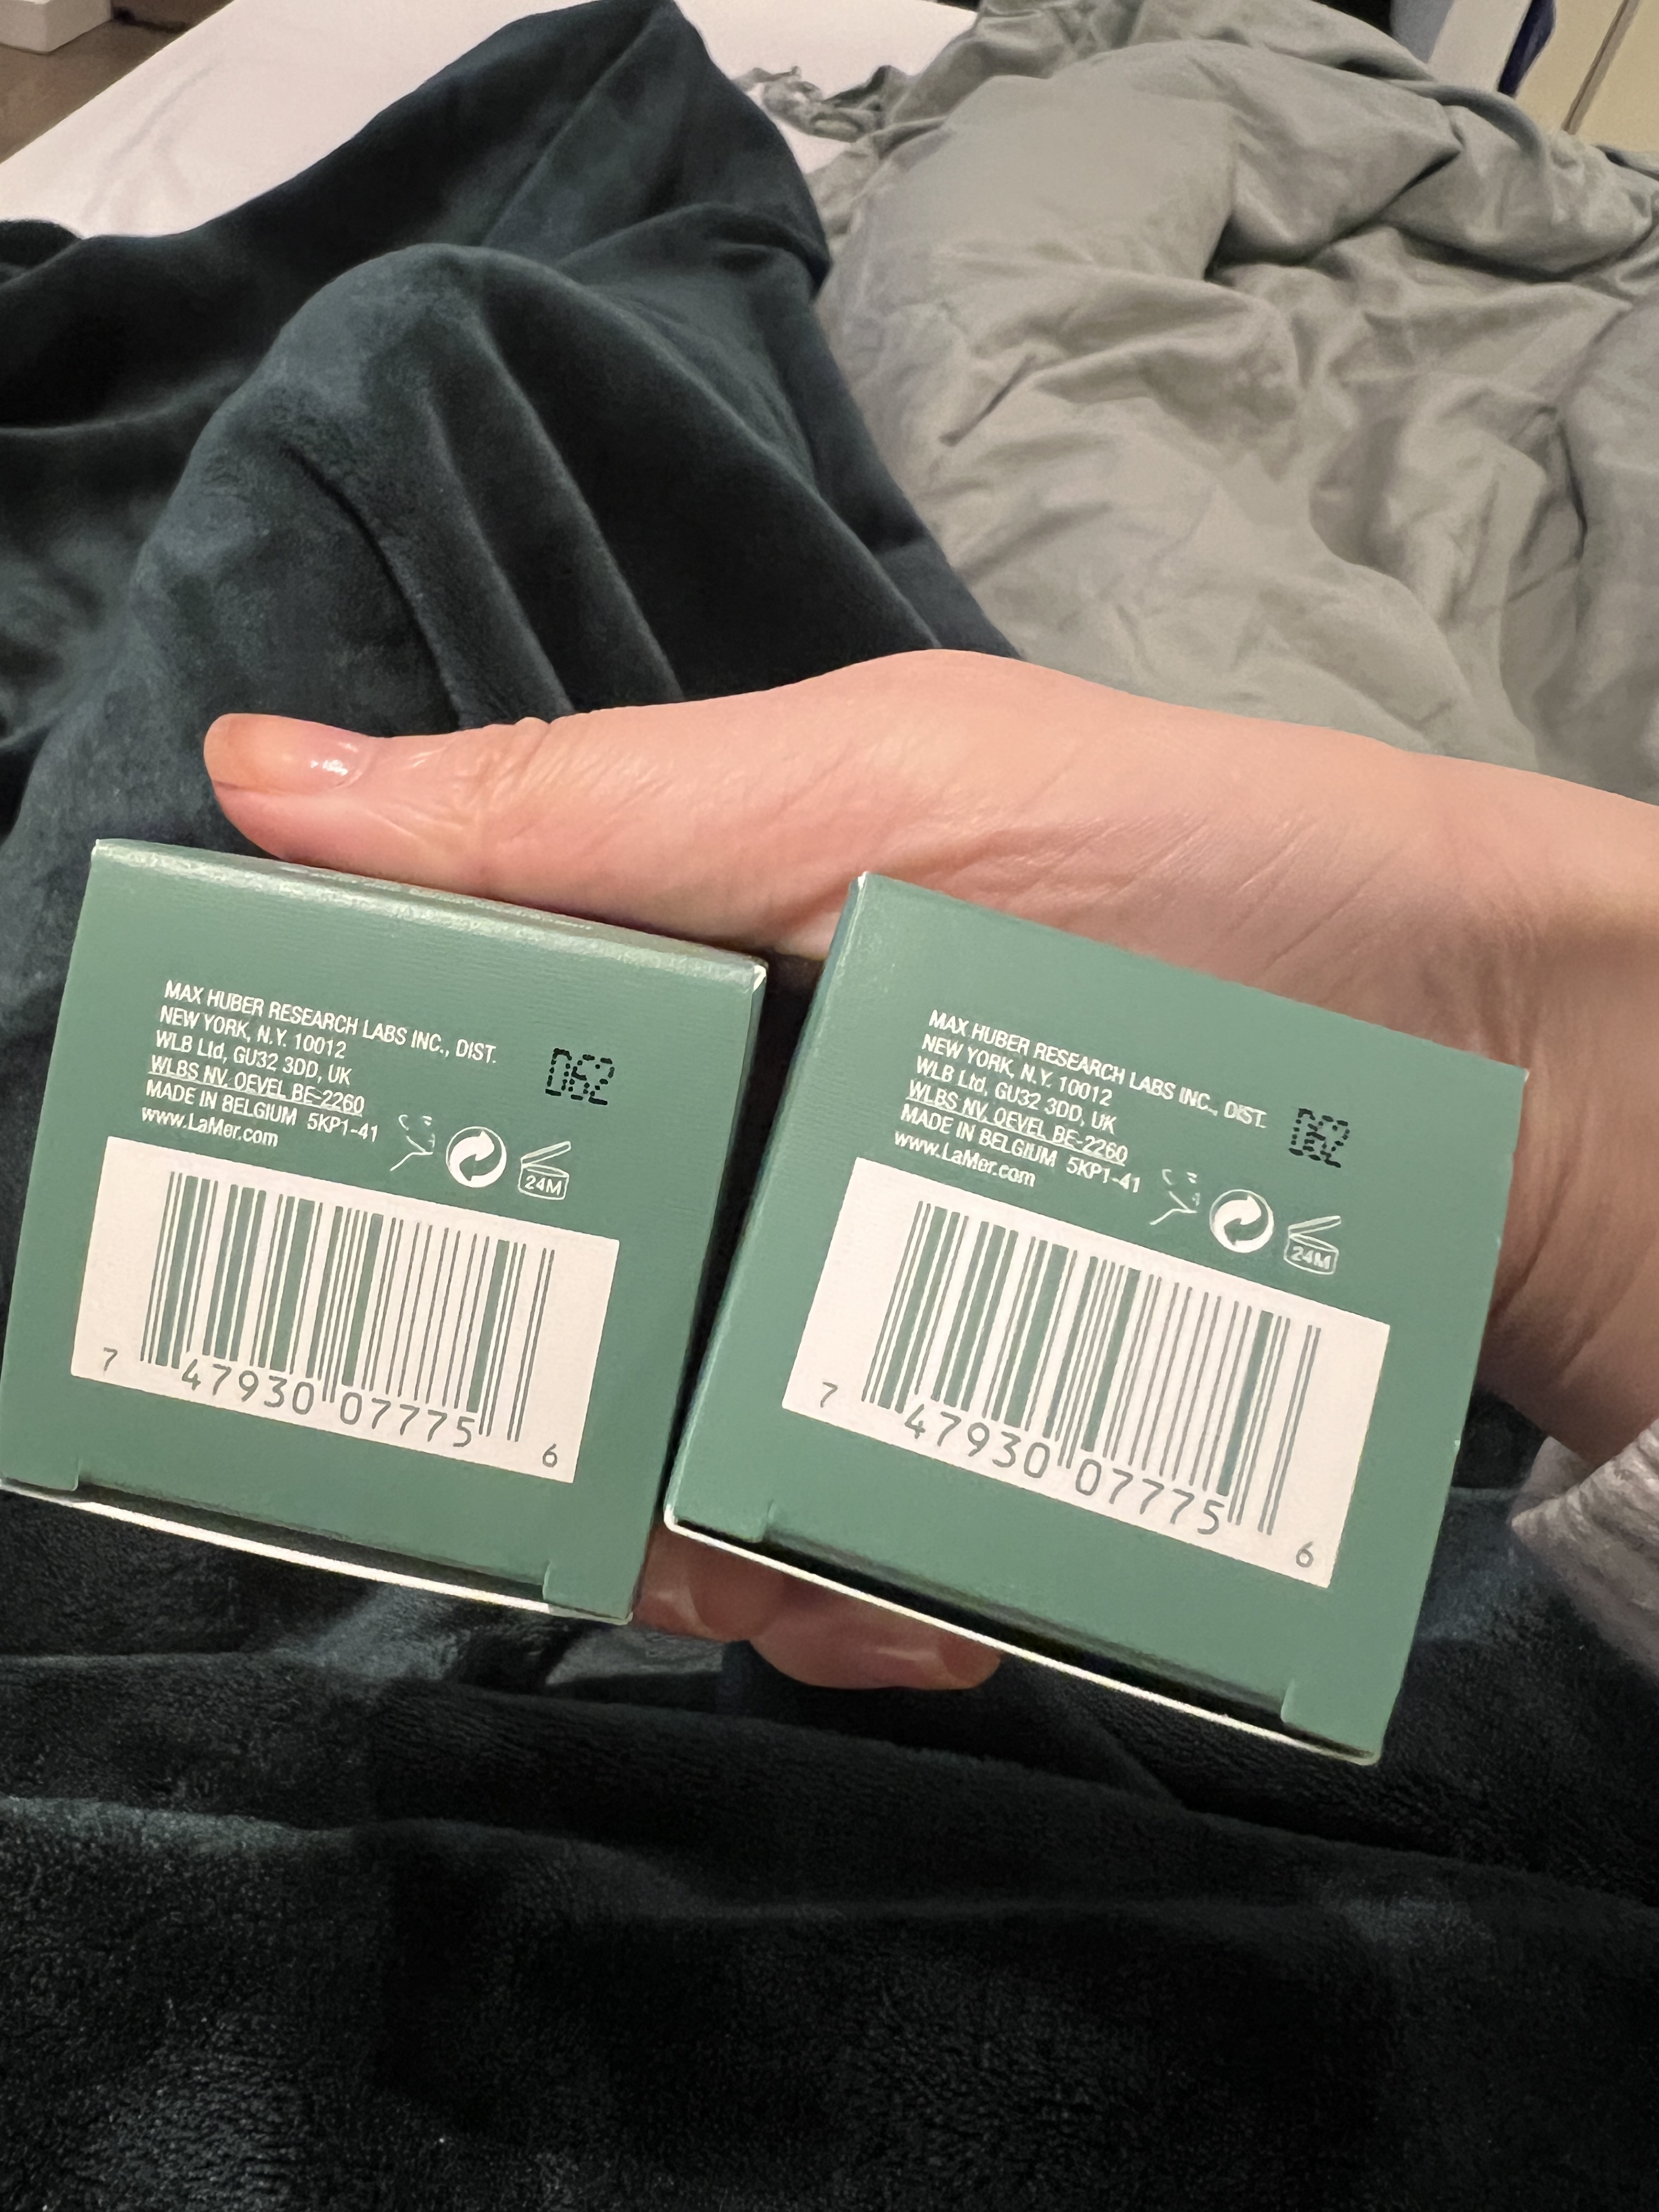 MAX HUBER RESEARCH LABS INC., DIST.
NEW YORK, N.Y. 10012
WLB Ltd, GU32 3DD, UK
WLBS NV, OEVEL BE-2260
MADE IN BELGIUM 5KP1-41
www.LaMer.com
D62
24M
7 47930 07775 6
MAX HUBER RESEARCH LABS INC., DIST.
NEW YORK, N.Y. 10012
WLB Ltd, GU32 3DD, UK
WLBS NV, OEVEL BE-2260
MADE IN BELGIUM 5KP1-41
www.LaMer.com
D62
24M
7 47930 07775 6